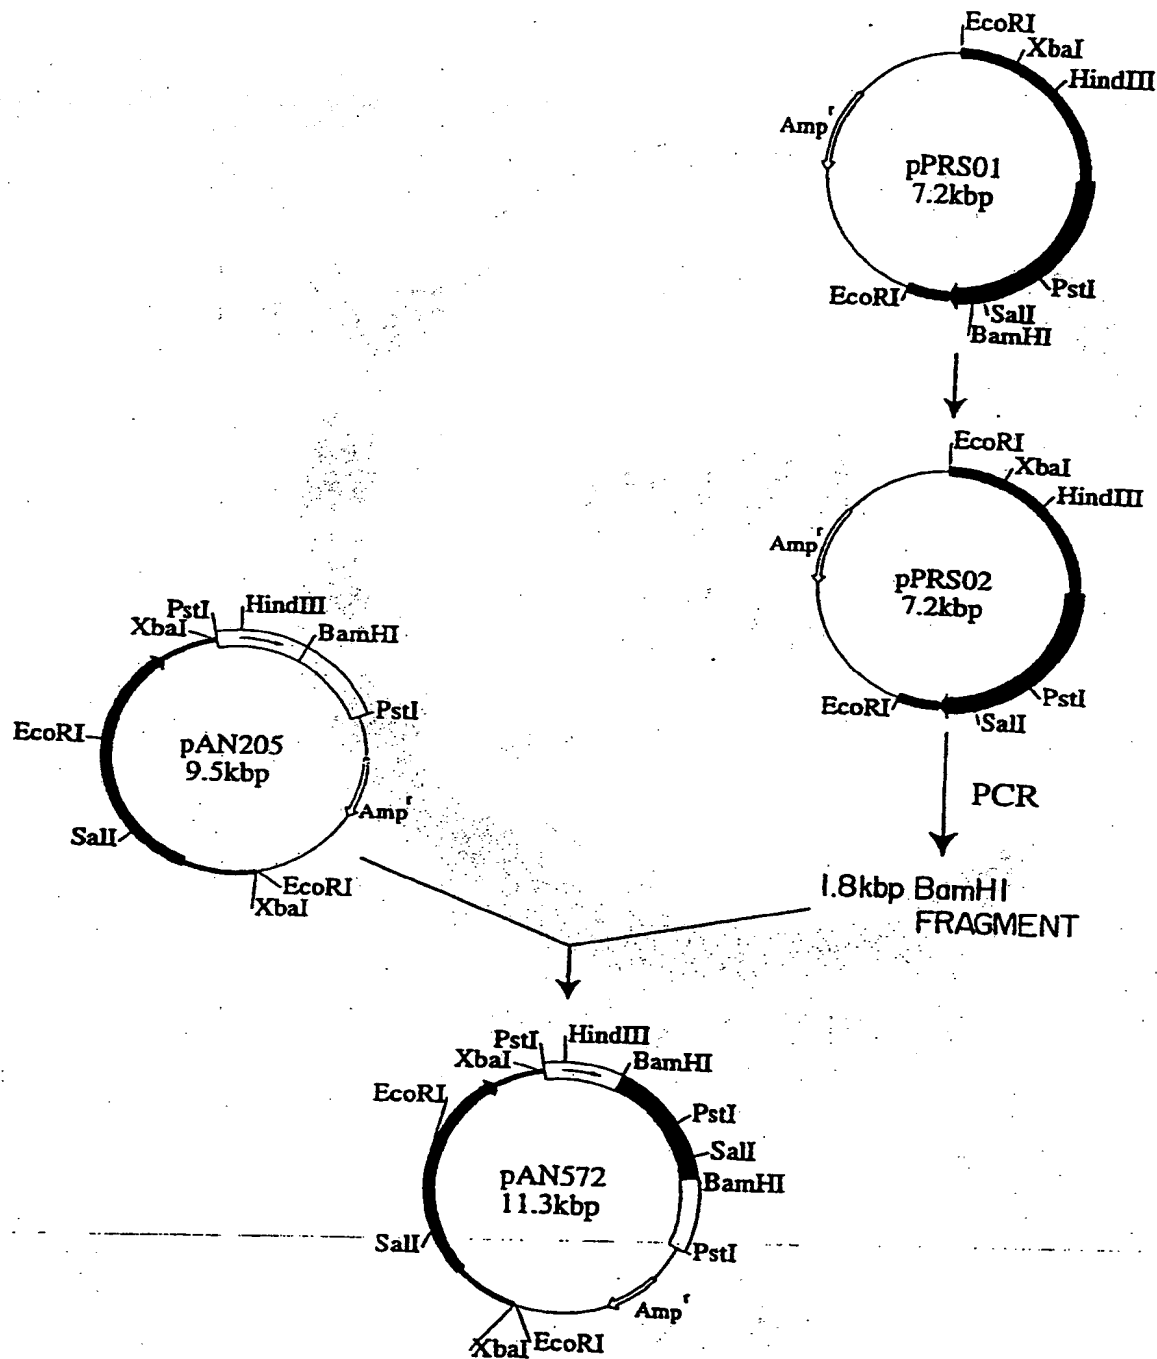 EcoRI
XbaI
HindIII
Ampʳ
pPRS01
7.2kbp
EcoRI
PstI
SalI
BamHI
EcoRI
XbaI
HindIII
Ampʳ
pPRS02
7.2kbp
EcoRI
PstI
SalI
PCR
1.8kbp BamHI
FRAGMENT
PstI
HindIII
XbaI
BamHI
PstI
EcoRI
pAN205
9.5kbp
Ampʳ
SalI
EcoRI
XbaI
PstI
HindIII
XbaI
BamHI
EcoRI
PstI
SalI
pAN572
11.3kbp
BamHI
SalI
PstI
Ampʳ
XbaI
EcoRI